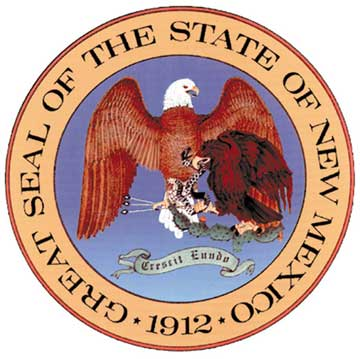 GREAT SEAL OF THE STATE OF NEW MEXICO
★ 1912 ★
Crescit Eundo